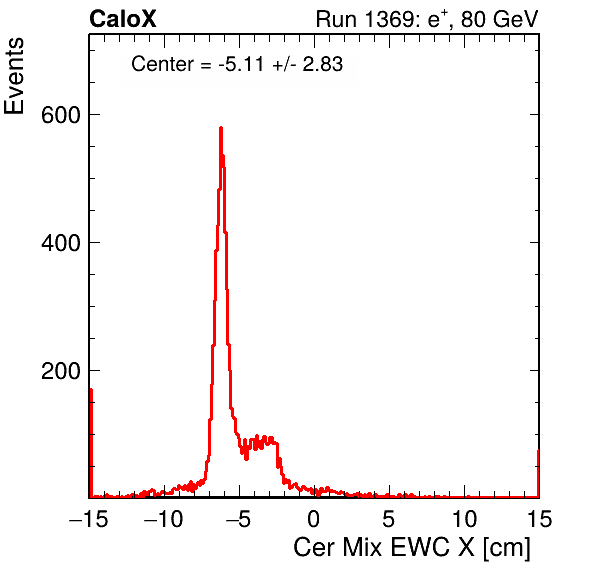 CaloX Run 1369: e⁺, 80 GeV
Center = -5.11 +/- 2.83
Events
600
400
200
−15 −10 −5 0 5 10 15
Cer Mix EWC X [cm]